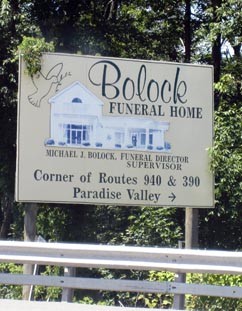 Bolock
FUNERAL HOME
MICHAEL J. BOLOCK, FUNERAL DIRECTOR
SUPERVISOR
Corner of Routes 940 & 390
Paradise Valley →